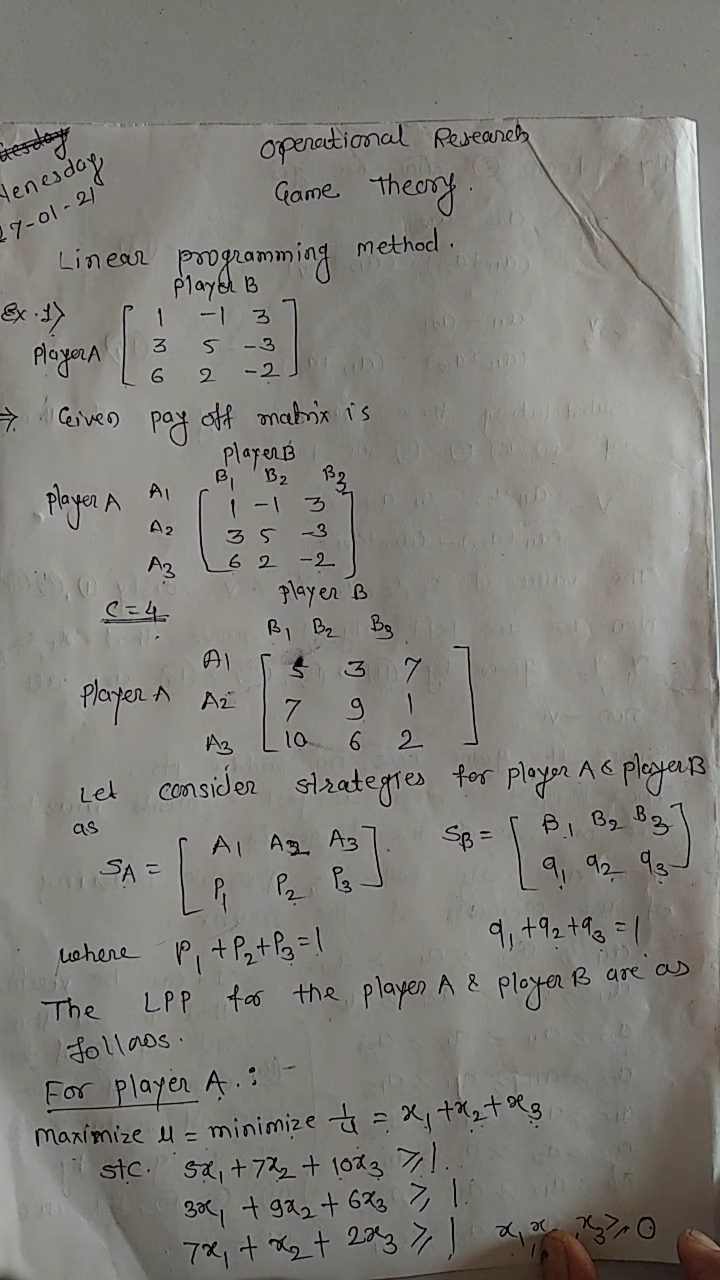 Operational Research
Wenesday
27-01-21
Game Theory.
Linear programming method.
Player B
Ex.1>
1 -1 3
Player A 3 5 -3
6 2 -2
⇒ Given pay off matrix is
Player B
B1 B2 B3
Player A A1 1 -1 3
A2 3 5 -3
A3 6 2 -2
C=4
Player B
B1 B2 B3
A1 5 3 7
Player A A2 7 9 1
A3 10 6 2
Let consider strategies for player A & player B
as
SA = [ A1 A2 A3 ] SB = [ B1 B2 B3 ]
P1 P2 P3 q1 q2 q3
where P1+P2+P3=1 q1+q2+q3=1
The LPP for the player A & player B are as
follaos.
For player A.:-
Maximize u = minimize 1/u = x1+x2+x3
stc. 5x1+7x2+10x3 ≥1.
3x1+9x2+6x3 ≥ 1.
7x1+x2+2x3 ≥ 1 x1, x3≥0